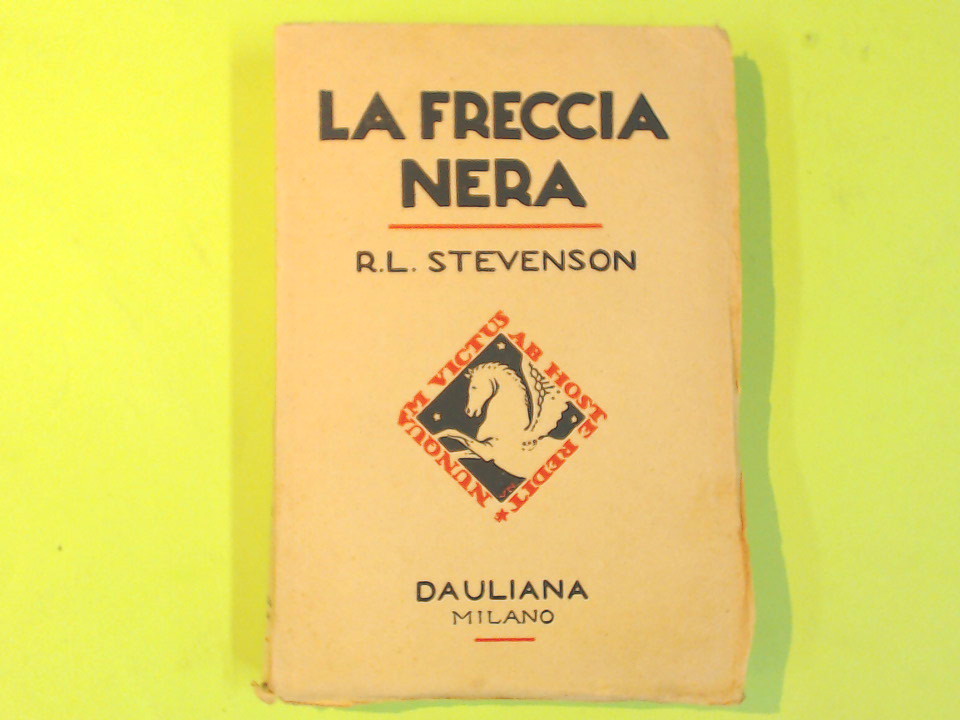 LA FRECCIA
NERA
R.L. STEVENSON
NUNQUAM VICTUS
AB HOSTE REDIT
DAULIANA
MILANO